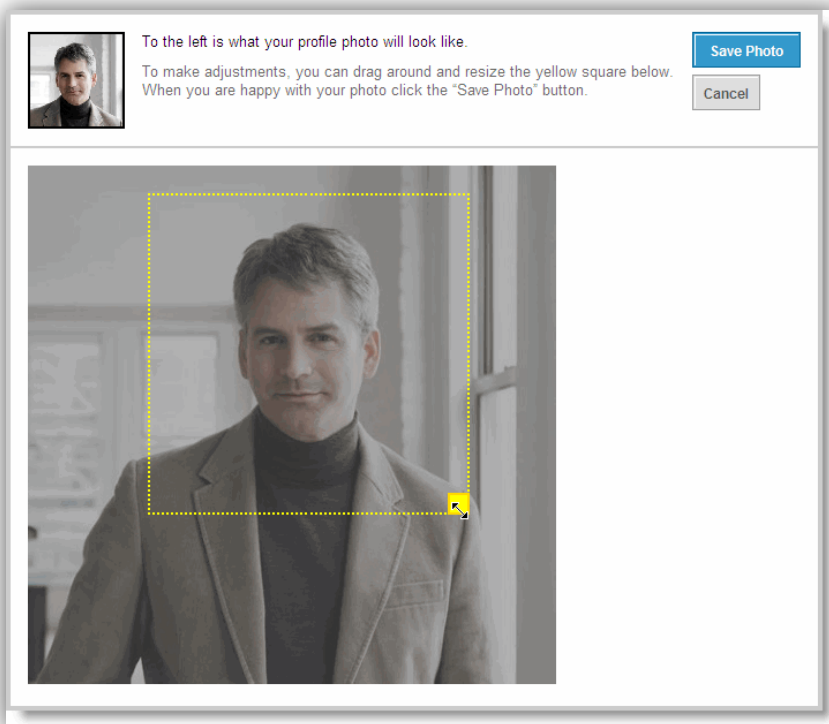 To the left is what your profile photo will look like.
Save Photo
To make adjustments, you can drag around and resize the yellow square below.
When you are happy with your photo click the “Save Photo” button.
Cancel